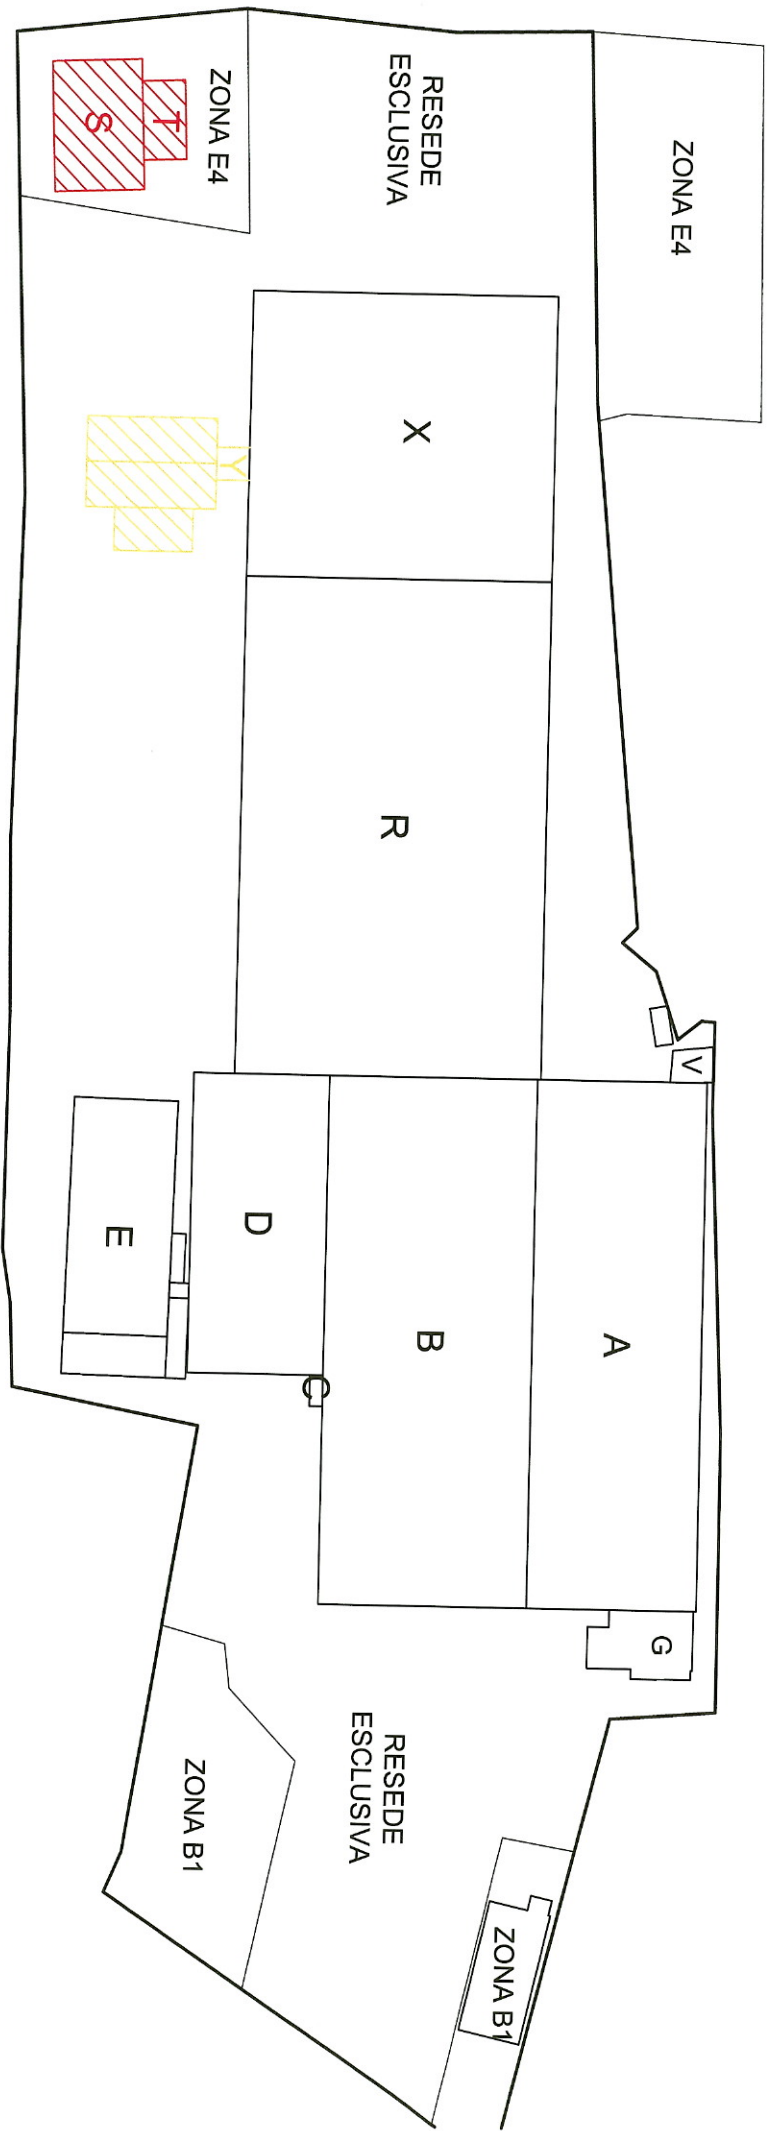 ZONA E4
RESEDE
ESCLUSIVA
ZONA E4
T
S
X
Y
R
V
A
B
D
E
C
G
RESEDE
ESCLUSIVA
ZONA B1
ZONA B1